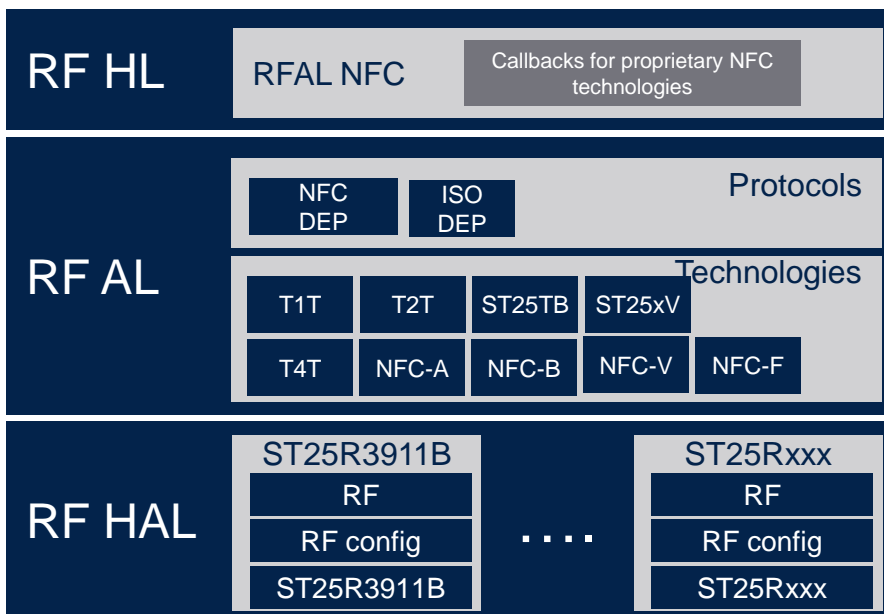 RF HL
RFAL NFC
Callbacks for proprietary NFC
technologies
RF AL
Protocols
NFC
DEP
ISO
DEP
Technologies
T1T
T2T
ST25TB
ST25xV
T4T
NFC-A
NFC-B
NFC-V
NFC-F
RF HAL
ST25R3911B
RF
RF config
ST25R3911B
....
ST25Rxxx
RF
RF config
ST25Rxxx